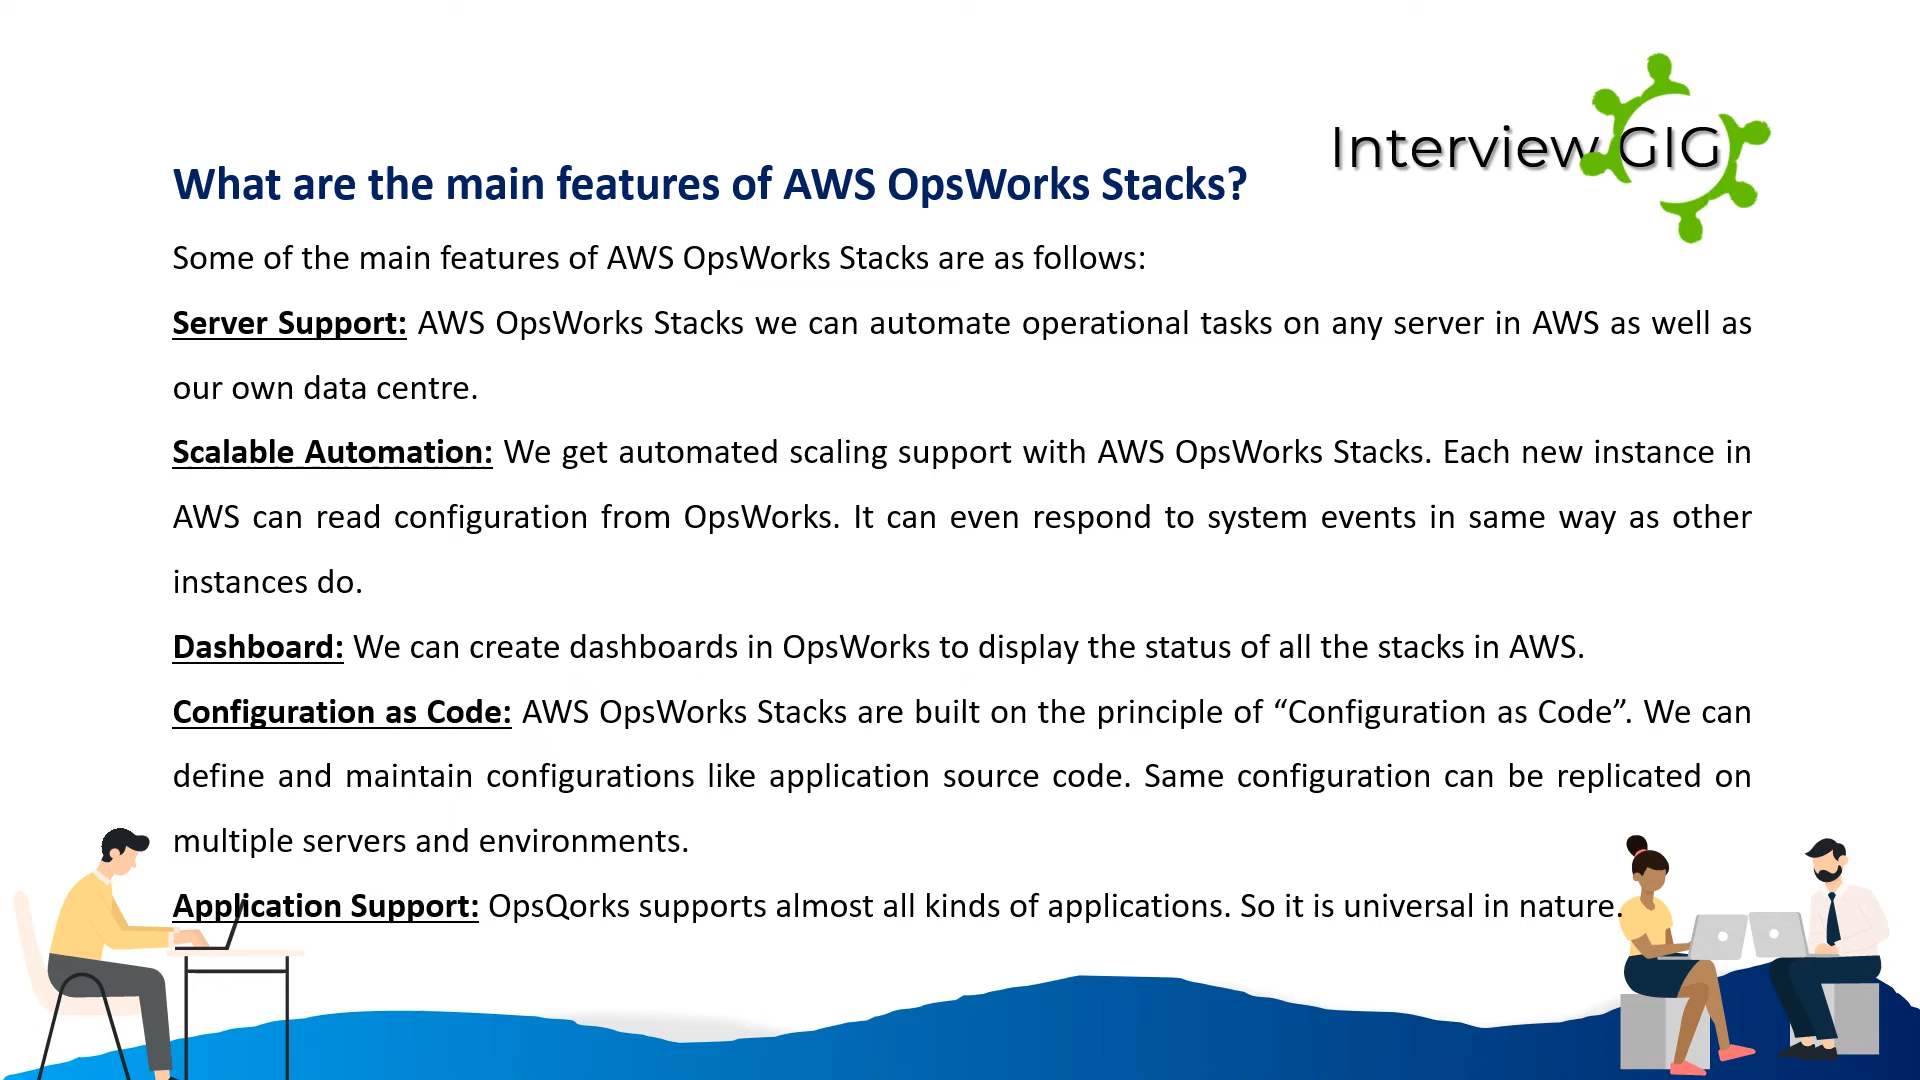 Interview GIG
What are the main features of AWS OpsWorks Stacks?
Some of the main features of AWS OpsWorks Stacks are as follows:
Server Support: AWS OpsWorks Stacks we can automate operational tasks on any server in AWS as well as
our own data centre.
Scalable Automation: We get automated scaling support with AWS OpsWorks Stacks. Each new instance in
AWS can read configuration from OpsWorks. It can even respond to system events in same way as other
instances do.
Dashboard: We can create dashboards in OpsWorks to display the status of all the stacks in AWS.
Configuration as Code: AWS OpsWorks Stacks are built on the principle of “Configuration as Code”. We can
define and maintain configurations like application source code. Same configuration can be replicated on
multiple servers and environments.
Application Support: OpsQorks supports almost all kinds of applications. So it is universal in nature.